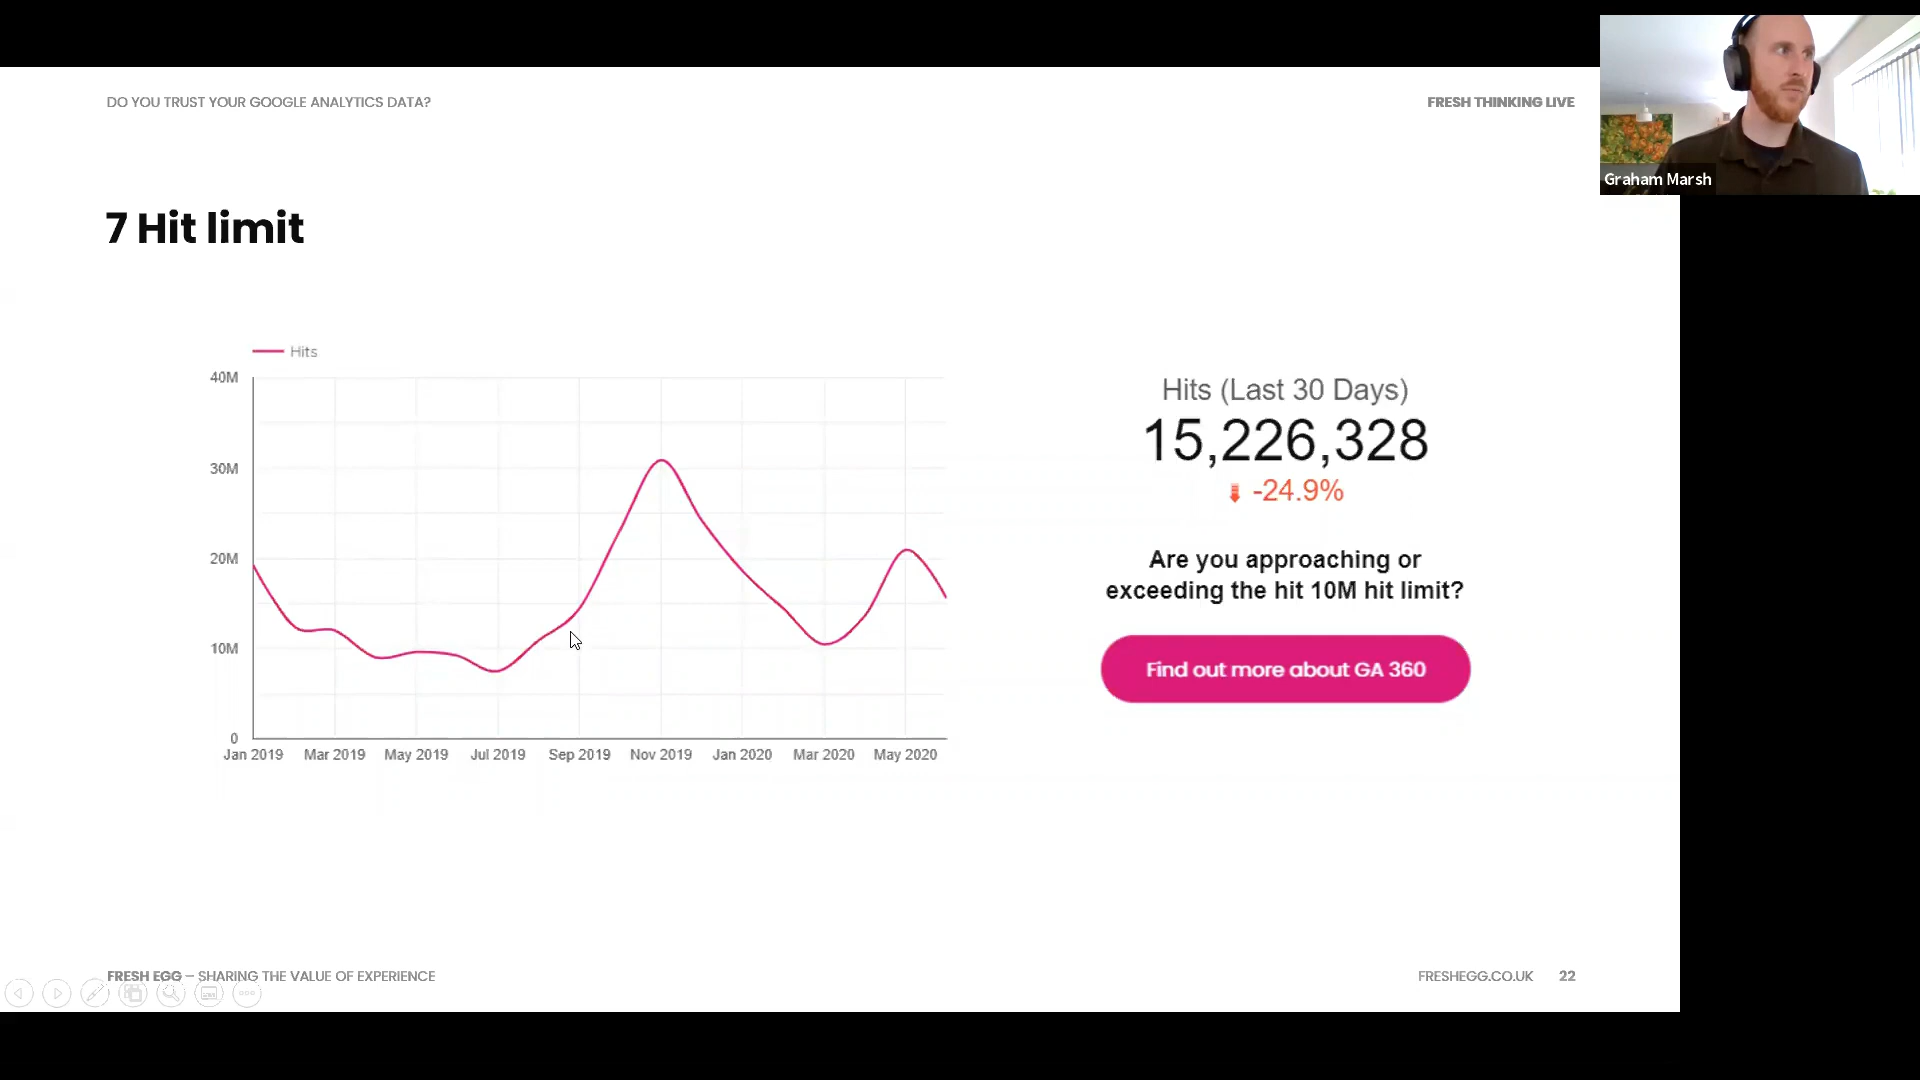 DO YOU TRUST YOUR GOOGLE ANALYTICS DATA?
FRESH THINKING LIVE
Graham Marsh
7 Hit limit
Hits
40M
30M
20M
10M
0
Jan 2019 Mar 2019 May 2019 Jul 2019 Sep 2019 Nov 2019 Jan 2020 Mar 2020 May 2020
Hits (Last 30 Days)
15,226,328
-24.9%
Are you approaching or
exceeding the hit 10M hit limit?
Find out more about GA 360
FRESH EGG – SHARING THE VALUE OF EXPERIENCE
FRESHEGG.CO.UK 22